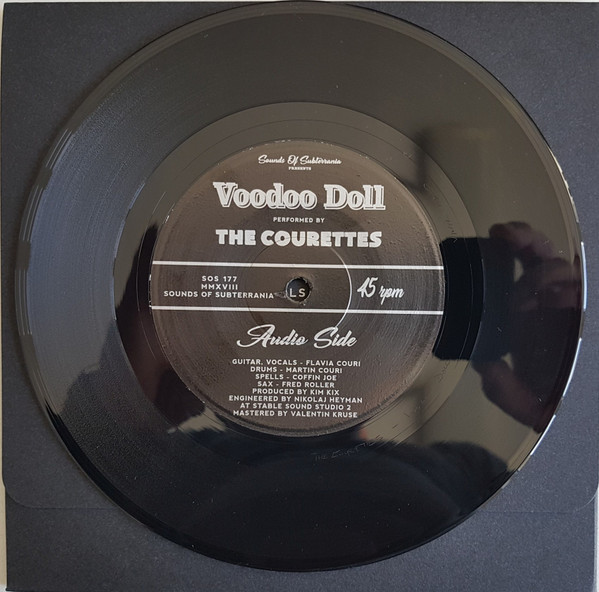 Sounds Of Subterrania
PRESENTS
Voodoo Doll
PERFORMED BY
THE COURETTES
SOS 177
MMXVIII
SOUNDS OF SUBTERRANIA
LS
45 rpm
Audio Side
GUITAR, VOCALS - FLAVIA COURI
DRUMS - MARTIN COURI
SPELLS - COFFIN JOE
SAX - FRED ROLLER
PRODUCED BY KIM KIX
ENGINEERED BY NIKOLAJ HEYMAN
AT STABLE SOUND STUDIO 2
MASTERED BY VALENTIN KRUSE